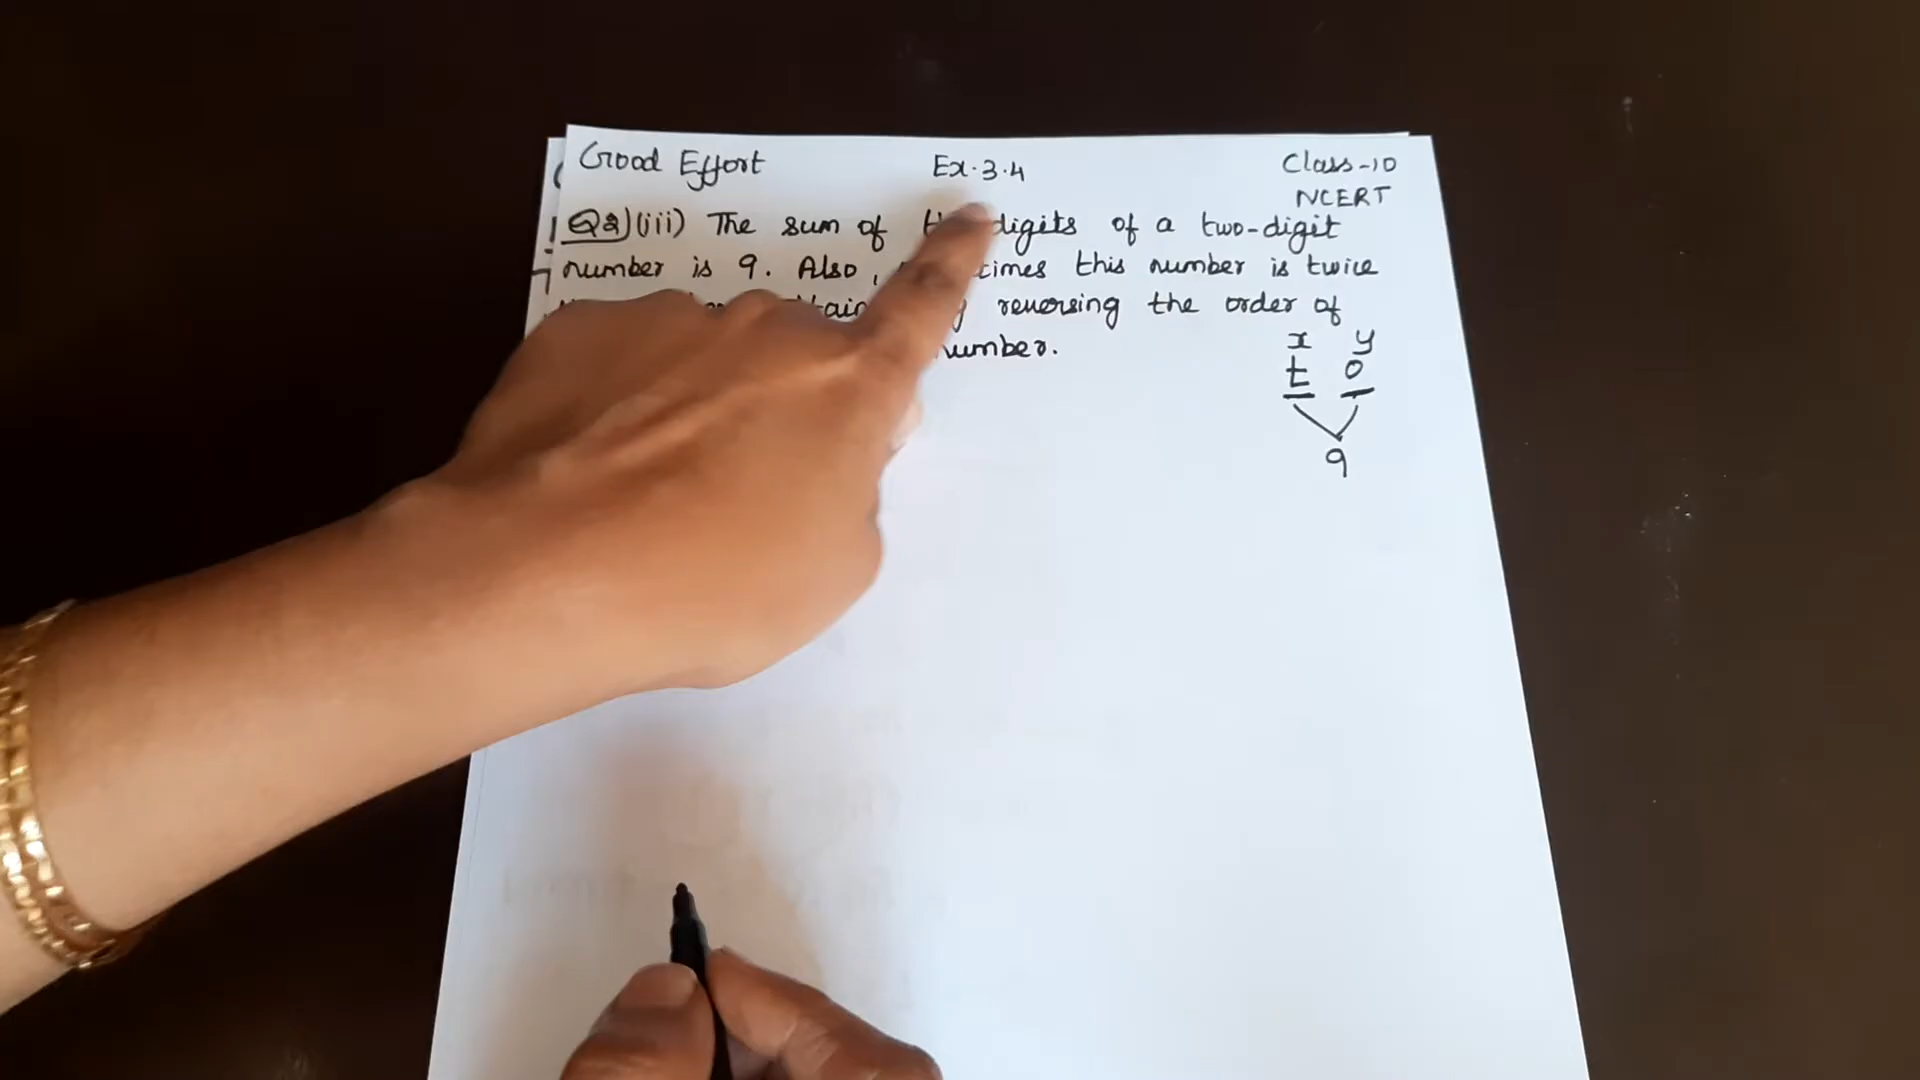 Good Effort Ex.3.4 Class-10
NCERT
Q2)(iii) The sum of digits of a two-digit
number is 9. Also, times this number is twice
reversing the order of
number.
x y
t o
9